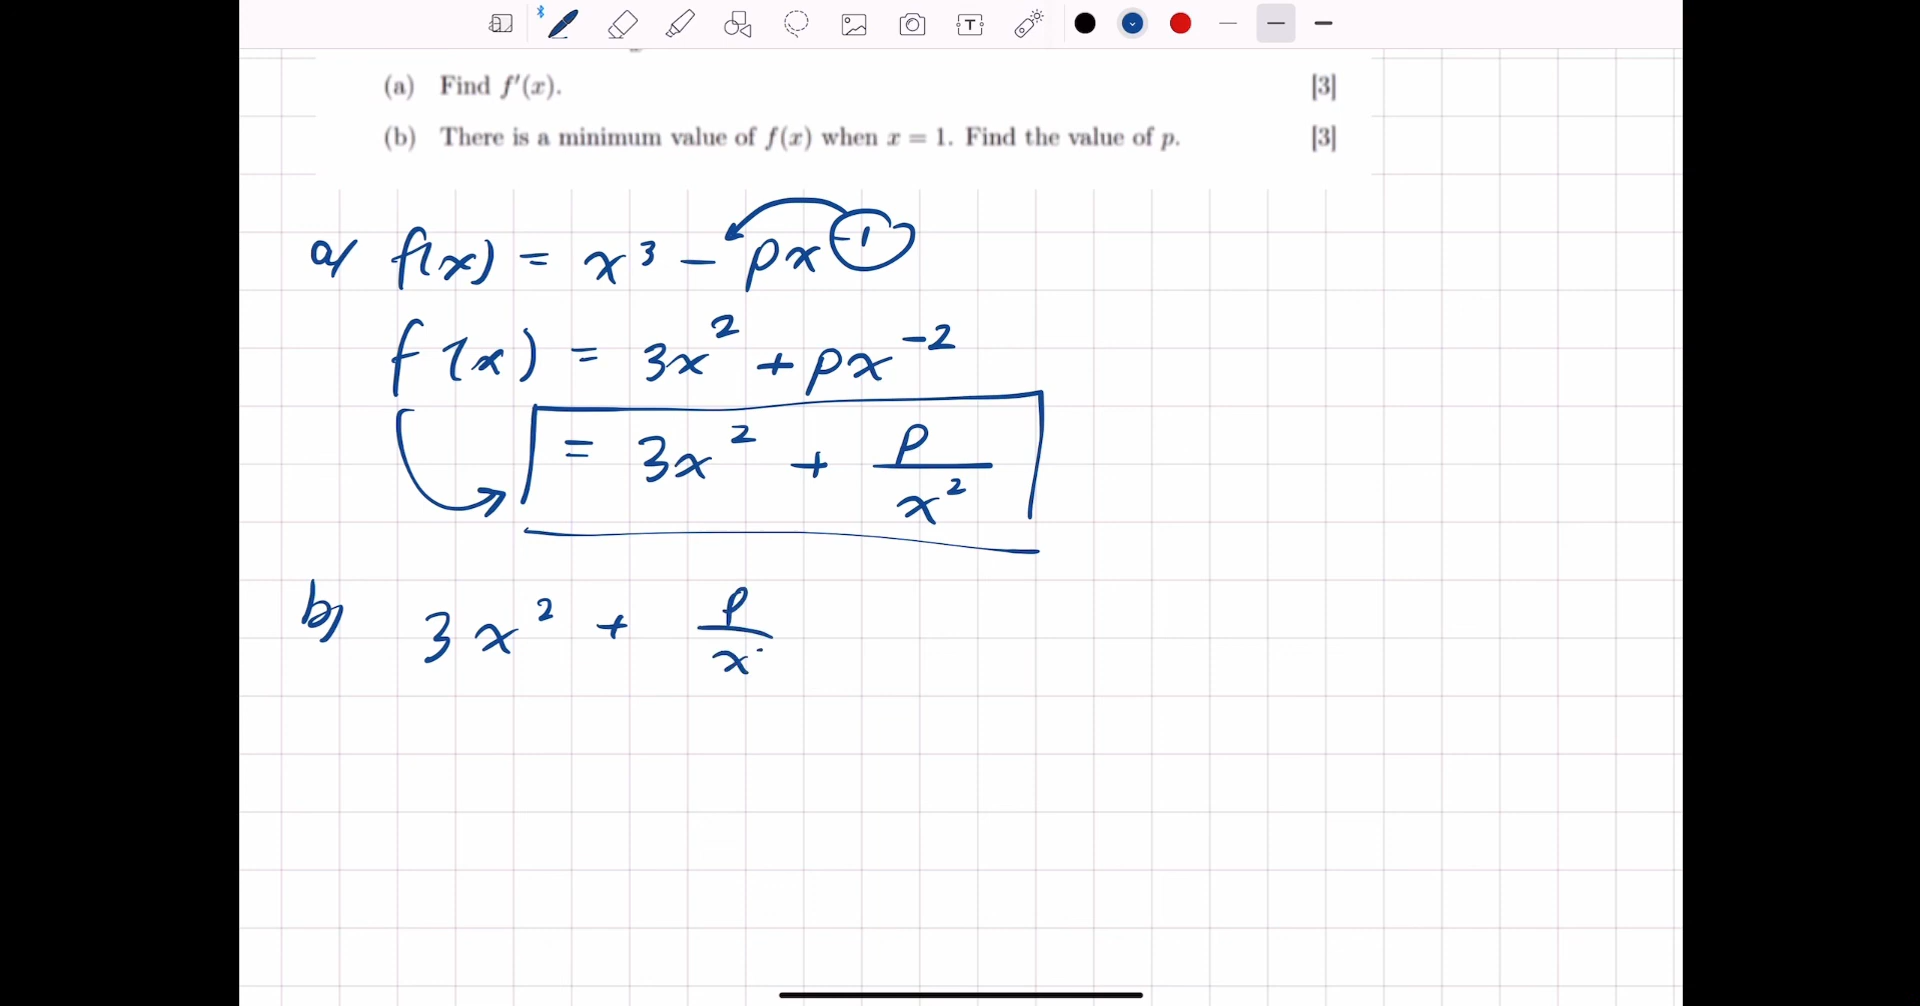 (a) Find f′(x). [3]
(b) There is a minimum value of f(x) when x = 1. Find the value of p. [3]
a) f(x) = x³ − px⁻¹
f'(x) = 3x² + px⁻²
= 3x² + p/x²
b) 3x² + p/x